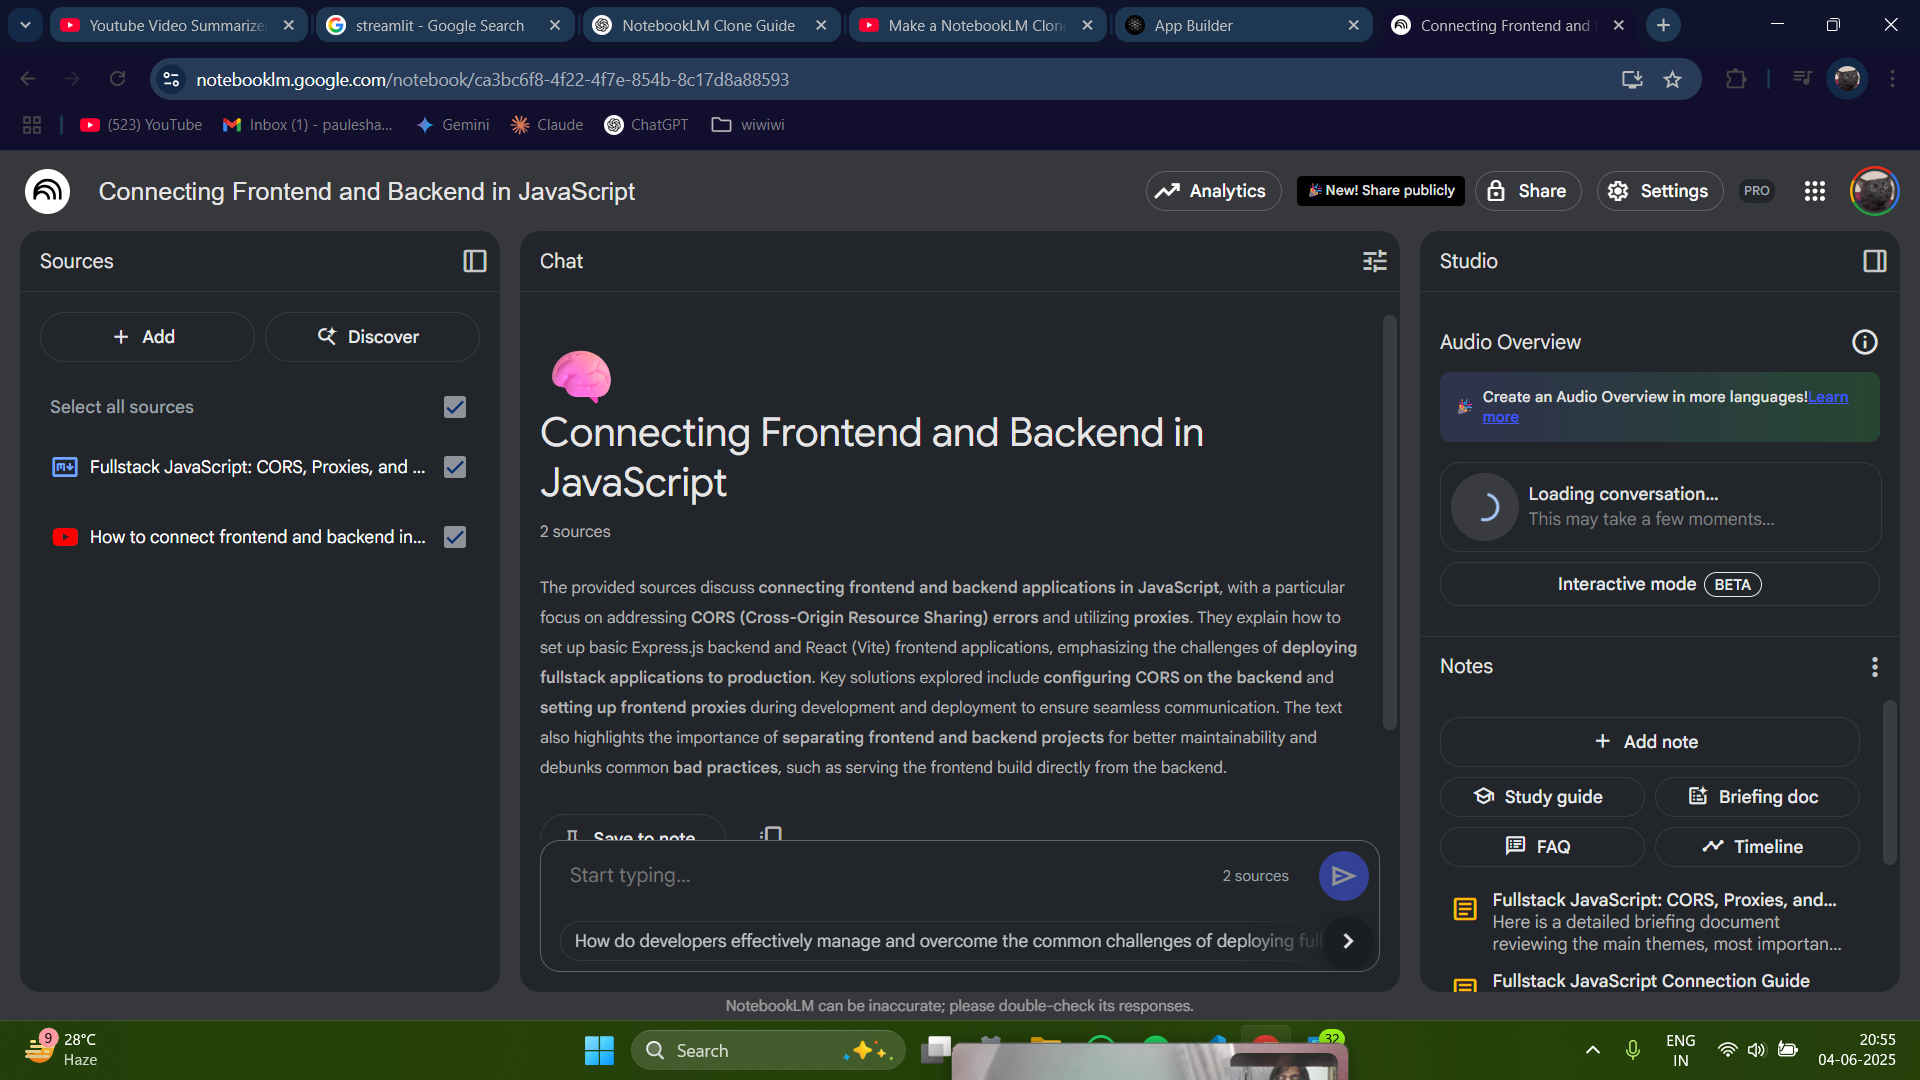 Youtube Video Summarize
streamlit - Google Search
NotebookLM Clone Guide
Make a NotebookLM Clon
App Builder
Connecting Frontend and
notebooklm.google.com/notebook/ca3bc6f8-4f22-4f7e-854b-8c17d8a88593
(523) YouTube
Inbox (1) - paulesha...
Gemini
Claude
ChatGPT
wiwiwi
Connecting Frontend and Backend in JavaScript
Analytics
New! Share publicly
Share
Settings
PRO
Sources
Add
Discover
Select all sources
Fullstack JavaScript: CORS, Proxies, and ...
How to connect frontend and backend in...
Chat
Connecting Frontend and Backend in
JavaScript
2 sources
The provided sources discuss connecting frontend and backend applications in JavaScript, with a particular
focus on addressing CORS (Cross-Origin Resource Sharing) errors and utilizing proxies. They explain how to
set up basic Express.js backend and React (Vite) frontend applications, emphasizing the challenges of deploying
fullstack applications to production. Key solutions explored include configuring CORS on the backend and
setting up frontend proxies during development and deployment to ensure seamless communication. The text
also highlights the importance of separating frontend and backend projects for better maintainability and
debunks common bad practices, such as serving the frontend build directly from the backend.
Save to note
Start typing...
2 sources
How do developers effectively manage and overcome the common challenges of deploying full
NotebookLM can be inaccurate; please double-check its responses.
Studio
Audio Overview
Create an Audio Overview in more languages!Learn
more
Loading conversation...
This may take a few moments...
Interactive mode BETA
Notes
Add note
Study guide
Briefing doc
FAQ
Timeline
Fullstack JavaScript: CORS, Proxies, and...
Here is a detailed briefing document
reviewing the main themes, most importan...
Fullstack JavaScript Connection Guide
9
28°C
Haze
Search
32
ENG
IN
20:55
04-06-2025